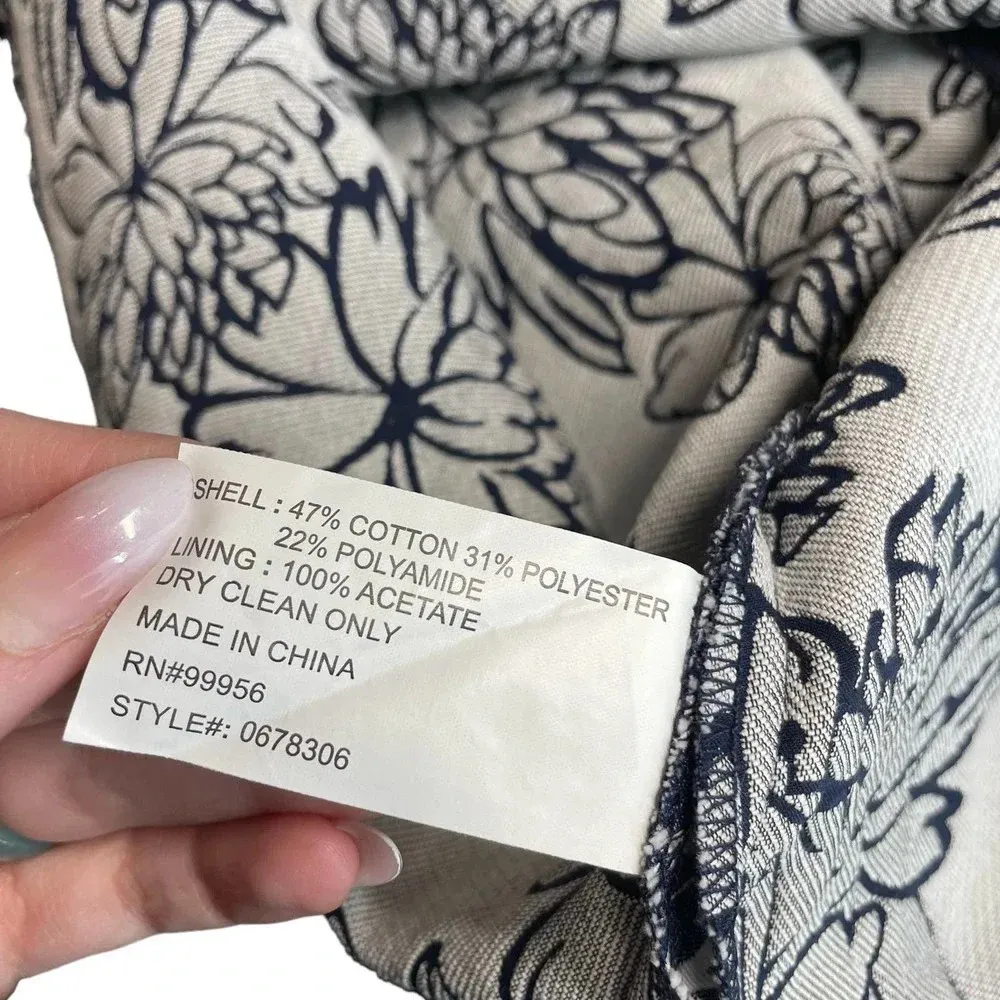 SHELL : 47% COTTON 31% POLYESTER
22% POLYAMIDE
LINING : 100% ACETATE
DRY CLEAN ONLY
MADE IN CHINA
RN#99956
STYLE#: 0678306